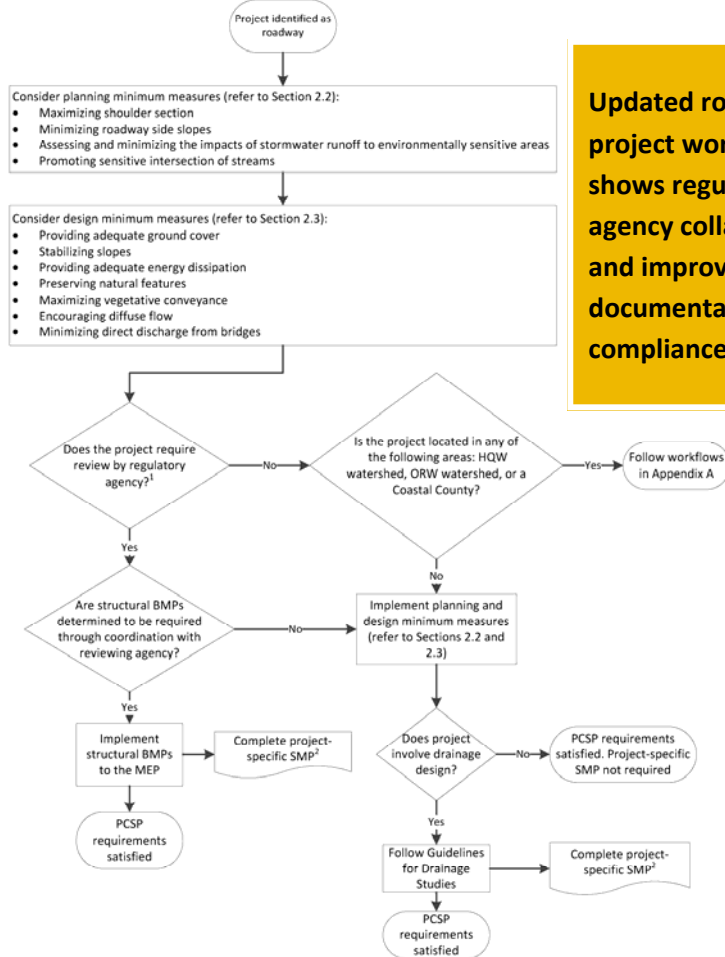 Project identified as
roadway
Consider planning minimum measures (refer to Section 2.2):
• Maximizing shoulder section
• Minimizing roadway side slopes
• Assessing and minimizing the impacts of stormwater runoff to environmentally sensitive areas
• Promoting sensitive intersection of streams
Consider design minimum measures (refer to Section 2.3):
• Providing adequate ground cover
• Stabilizing slopes
• Providing adequate energy dissipation
• Preserving natural features
• Maximizing vegetative conveyance
• Encouraging diffuse flow
• Minimizing direct discharge from bridges
Updated
project
shows
agency
and
Does the project require
review by regulatory
agency?¹
No
Is the project located in any of
the following areas: HQW
watershed, ORW watershed, or a
Coastal County?
Yes
Follow workflows
in Appendix A
Yes
No
Are structural BMPs
determined to be required
through coordination with
reviewing agency?
No
Implement planning and
design minimum measures
(refer to Sections 2.2 and
2.3)
Yes
Implement
structural BMPs
to the MEP
Complete project-
specific SMP²
PCSP
requirements
satisfied
Does project
involve drainage
design?
No
PCSP requirements
satisfied. Project-specific
SMP not required
Yes
Follow Guidelines
for Drainage
Studies
Complete project-
specific SMP²
PCSP
requirements
satisfied